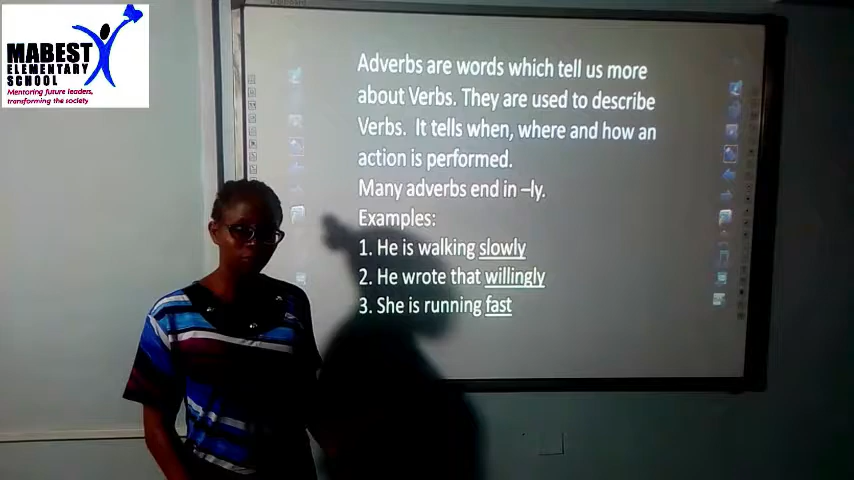 MABEST
ELEMENTARY
SCHOOL
Mentoring future leaders,
transforming the society
Adverbs are words which tell us more
about Verbs. They are used to describe
Verbs. It tells when, where and how an
action is performed.
Many adverbs end in –ly.
Examples:
1. He is walking slowly
2. He wrote that willingly
3. She is running fast